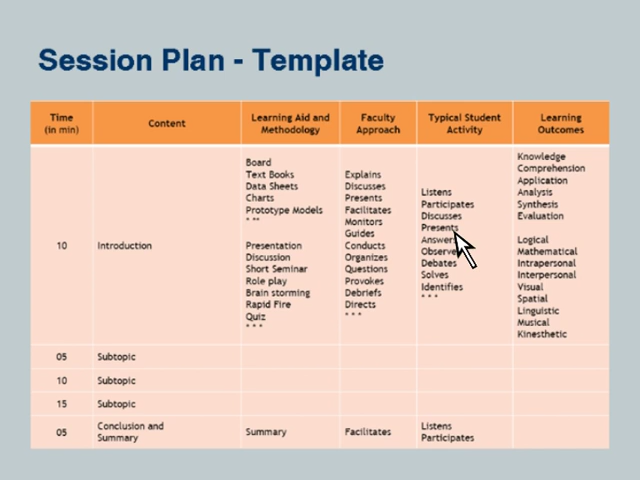 Session Plan - Template
Time
(in min)
Content
Learning Aid and
Methodology
Faculty
Approach
Typical Student
Activity
Learning
Outcomes
10
Introduction
Board
Text Books
Data Sheets
Charts
Prototype Models
* **
Presentation
Discussion
Short Seminar
Role play
Brain storming
Rapid Fire
Quiz
* * *
Explains
Discusses
Presents
Facilitates
Monitors
Guides
Conducts
Organizes
Questions
Provokes
Debriefs
Directs
* * *
Listens
Participates
Discusses
Presents
Answers
Observe
Debates
Solves
Identifies
* * *
Knowledge
Comprehension
Application
Analysis
Synthesis
Evaluation
Logical
Mathematical
Intrapersonal
Interpersonal
Visual
Spatial
Linguistic
Musical
Kinesthetic
05
Subtopic
10
Subtopic
15
Subtopic
05
Conclusion and
Summary
Summary
Facilitates
Listens
Participates